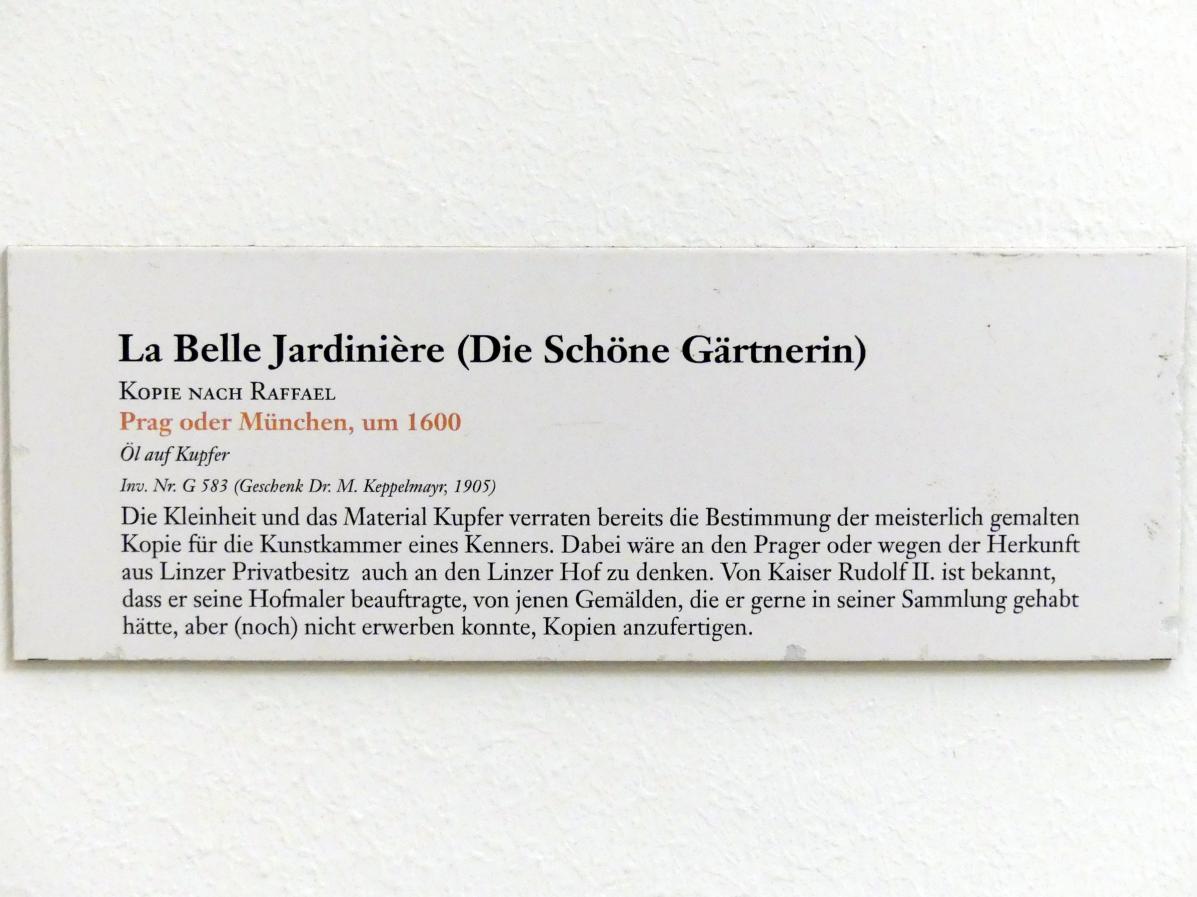 La Belle Jardinière (Die Schöne Gärtnerin)
Kopie nach Raffael
Prag oder München, um 1600
Öl auf Kupfer
Inv. Nr. G 583 (Geschenk Dr. M. Keppelmayr, 1905)
Die Kleinheit und das Material Kupfer verraten bereits die Bestimmung der meisterlich gemalten
Kopie für die Kunstkammer eines Kenners. Dabei wäre an den Prager oder wegen der Herkunft
aus Linzer Privatbesitz  auch an den Linzer Hof zu denken. Von Kaiser Rudolf II. ist bekannt,
dass er seine Hofmaler beauftragte, von jenen Gemälden, die er gerne in seiner Sammlung gehabt
hätte, aber (noch) nicht erwerben konnte, Kopien anzufertigen.